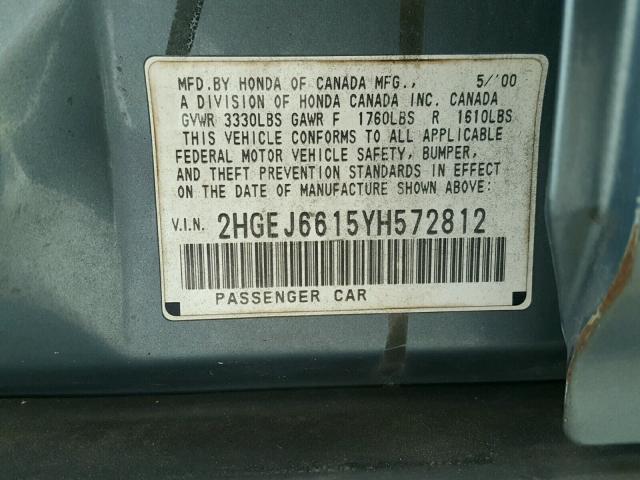 MFD.BY HONDA OF CANADA MFG., 5/'00
A DIVISION OF HONDA CANADA INC. CANADA
GVWR 3330LBS GAWR F 1760LBS R 1610LBS
THIS VEHICLE CONFORMS TO ALL APPLICABLE
FEDERAL MOTOR VEHICLE SAFETY, BUMPER,
AND THEFT PREVENTION STANDARDS IN EFFECT
ON THE DATE OF MANUFACTURE SHOWN ABOVE:
V.I.N. 2HGEJ6615YH572812
PASSENGER CAR